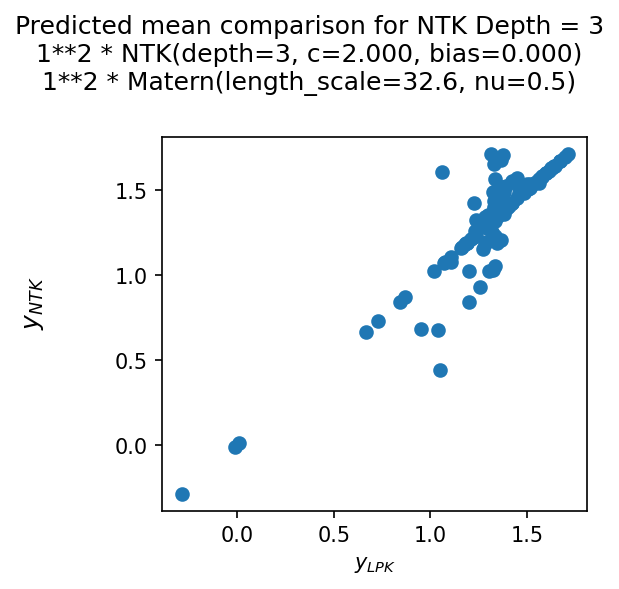 Predicted mean comparison for NTK Depth = 3
1**2 * NTK(depth=3, c=2.000, bias=0.000)
1**2 * Matern(length_scale=32.6, nu=0.5)
1.5
1.0
0.5
0.0
y_NTK
0.0 0.5 1.0 1.5
y_LPK